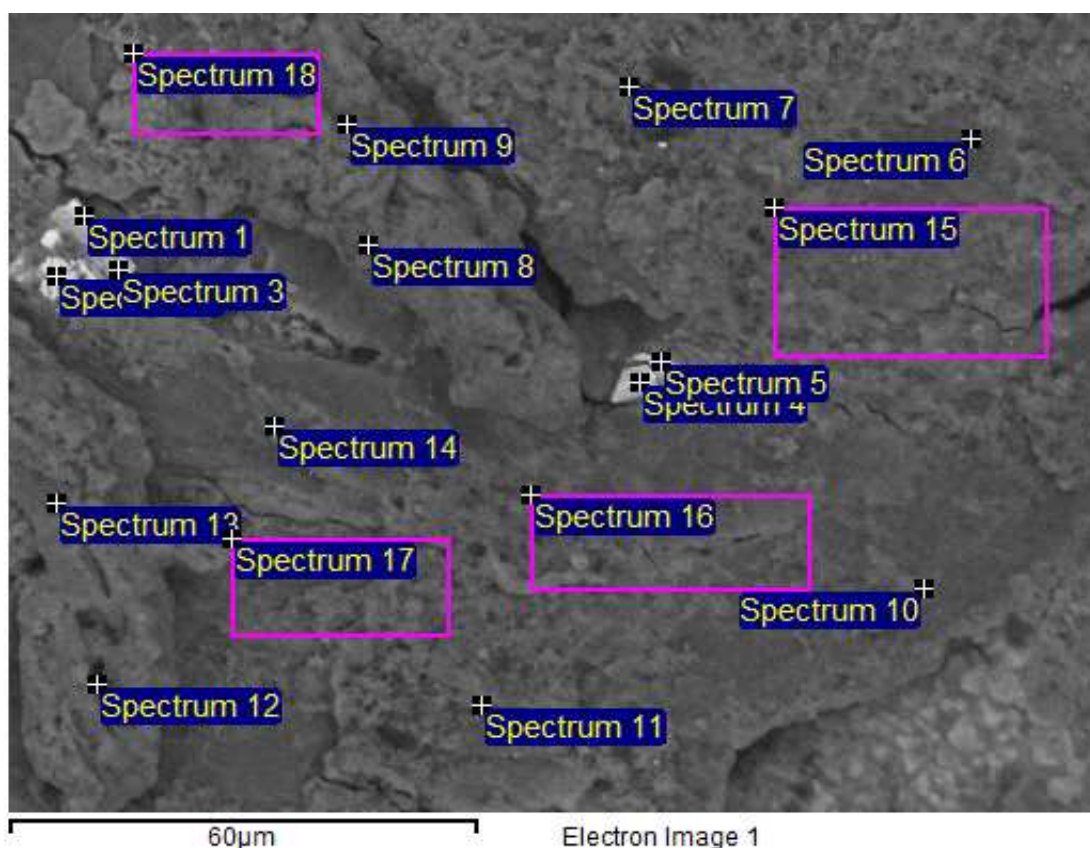 Spectrum 18
Spectrum 7
Spectrum 9
Spectrum 6
Spectrum 1
Spectrum 15
Spectrum 8
Spectrum 3
Spectrum 5
Spectrum 4
Spectrum 14
Spectrum 16
Spectrum 13
Spectrum 17
Spectrum 10
Spectrum 12
Spectrum 11
60µm
Electron Image 1